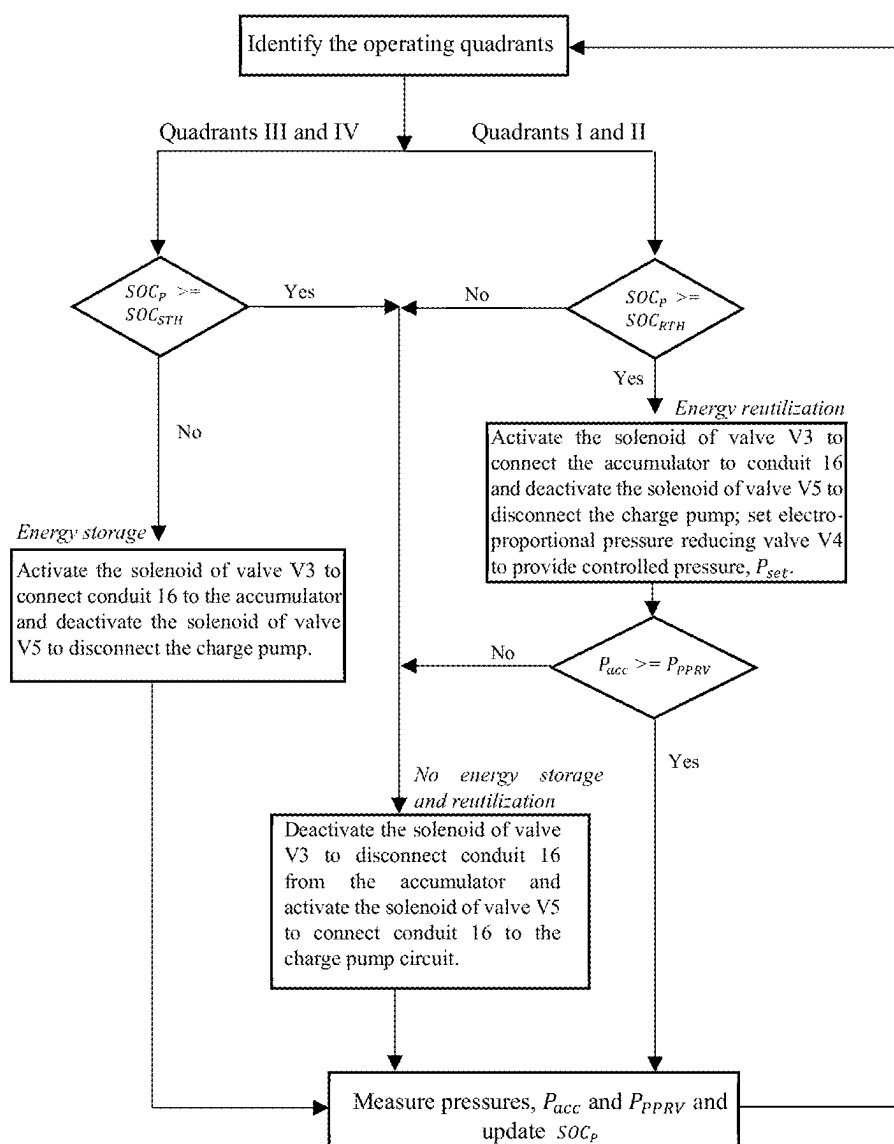 Identify the operating quadrants
Quadrants III and IV
Quadrants I and II
SOC_P >=
SOC_STH
Yes
No
SOC_P >=
SOC_RTH
Yes
No
Energy reutilization
Activate the solenoid of valve V3 to
connect the accumulator to conduit 16
and deactivate the solenoid of valve V5 to
disconnect the charge pump; set electro-
proportional pressure reducing valve V4
to provide controlled pressure, P_set.
Energy storage
Activate the solenoid of valve V3 to
connect conduit 16 to the accumulator
and deactivate the solenoid of valve
V5 to disconnect the charge pump.
No
P_acc >= P_PPRV
Yes
No energy storage
and reutilization
Deactivate the solenoid of valve
V3 to disconnect conduit 16
from the accumulator and
activate the solenoid of valve V5
to connect conduit 16 to the
charge pump circuit.
Measure pressures, P_acc and P_PPRV and
update SOC_P